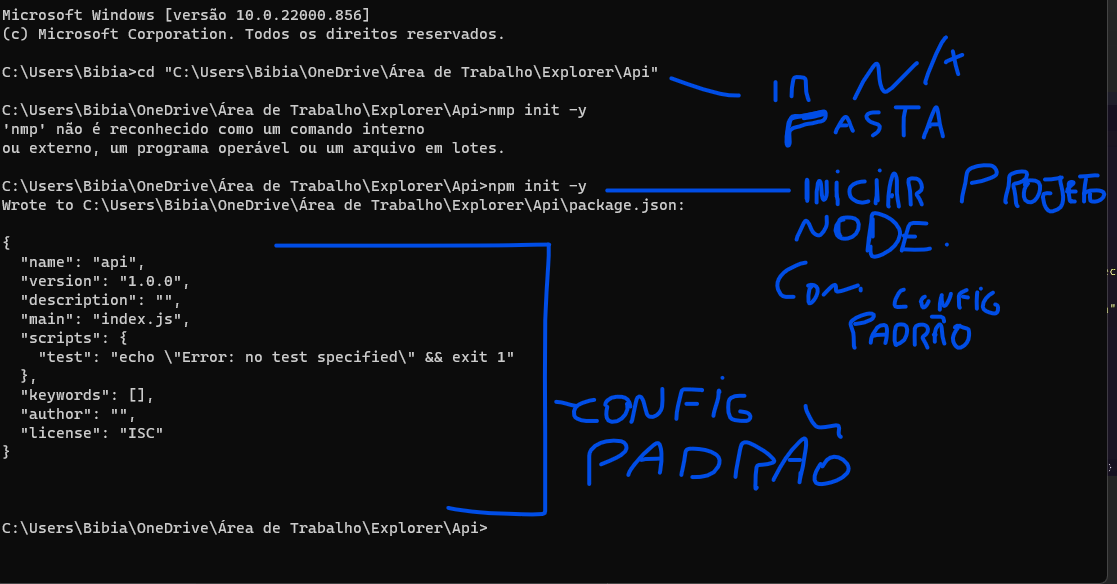 Microsoft Windows [versão 10.0.22000.856]
(c) Microsoft Corporation. Todos os direitos reservados.
C:\Users\Bibia>cd "C:\Users\Bibia\OneDrive\Área de Trabalho\Explorer\Api"
in N/A
PASTA
C:\Users\Bibia\OneDrive\Área de Trabalho\Explorer\Api>nmp init -y
'nmp' não é reconhecido como um comando interno
ou externo, um programa operável ou um arquivo em lotes.
C:\Users\Bibia\OneDrive\Área de Trabalho\Explorer\Api>npm init -y
INiCiAR PROJETO
NODE.
Com config
PADRÃO
Wrote to C:\Users\Bibia\OneDrive\Área de Trabalho\Explorer\Api\package.json:
{
"name": "api",
"version": "1.0.0",
"description": "",
"main": "index.js",
"scripts": {
"test": "echo \"Error: no test specified\" && exit 1"
},
"keywords": [],
"author": "",
"license": "ISC"
}
CONFiG
PADRÃO
C:\Users\Bibia\OneDrive\Área de Trabalho\Explorer\Api>